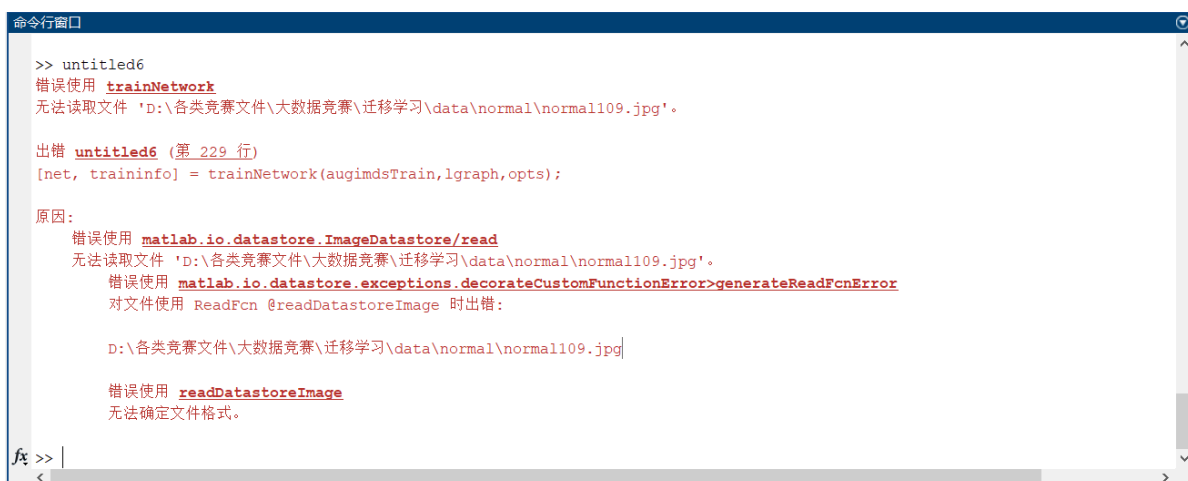 命令行窗口
>> untitled6
错误使用 trainNetwork
无法读取文件 'D:\各类竞赛文件\大数据竞赛\迁移学习\data\normal\normal109.jpg'。
出错 untitled6 (第 229 行)
[net, traininfo] = trainNetwork(augimdsTrain,lgraph,opts);
原因:
错误使用 matlab.io.datastore.ImageDatastore/read
无法读取文件 'D:\各类竞赛文件\大数据竞赛\迁移学习\data\normal\normal109.jpg'。
错误使用 matlab.io.datastore.exceptions.decorateCustomFunctionError>generateReadFcnError
对文件使用 ReadFcn @readDatastoreImage 时出错:
D:\各类竞赛文件\大数据竞赛\迁移学习\data\normal\normal109.jpg
错误使用 readDatastoreImage
无法确定文件格式。
fx >>